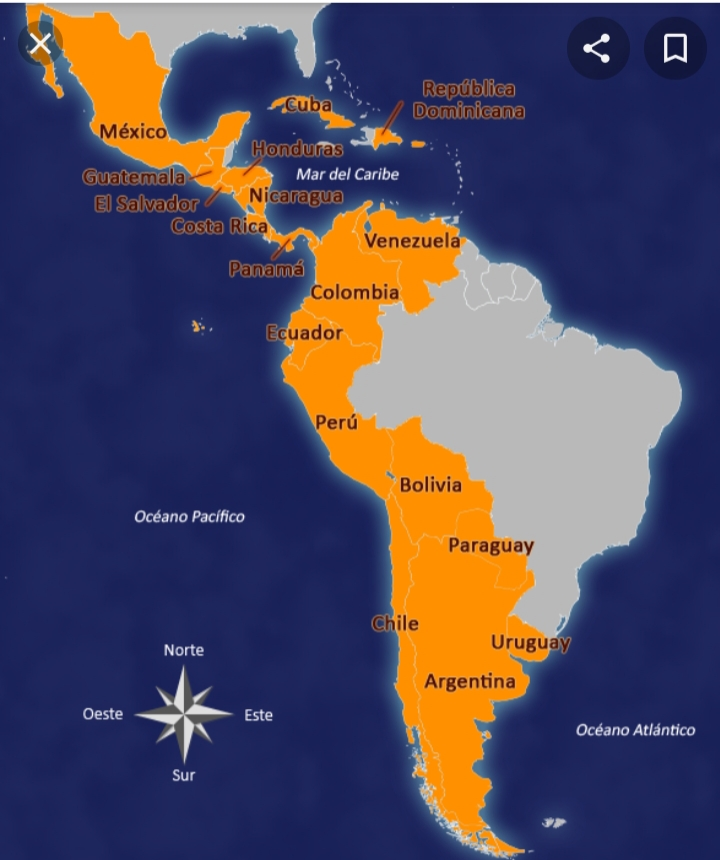 República
Dominicana
Cuba
México
Honduras
Mar del Caribe
Guatemala
Nicaragua
El Salvador
Costa Rica
Venezuela
Panamá
Colombia
Ecuador
Perú
Bolivia
Océano Pacífico
Paraguay
Chile
Uruguay
Norte
Argentina
Oeste
Este
Océano Atlántico
Sur